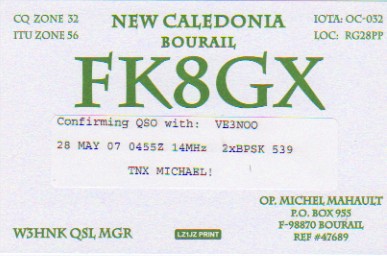 CQ ZONE 32
ITU ZONE 56
NEW CALEDONIA
BOURAIL
IOTA: OC-032
LOC: RG28PP
FK8GX
Confirming QSO with: VE3NOO
28 MAY 07 0455Z 14MHz 2xBPSK 539
TNX MICHAEL!
OP. MICHEL MAHAULT
P.O. BOX 955
F-98870 BOURAIL
REF #47689
W3HNK QSL MGR
LZ1JZ PRINT